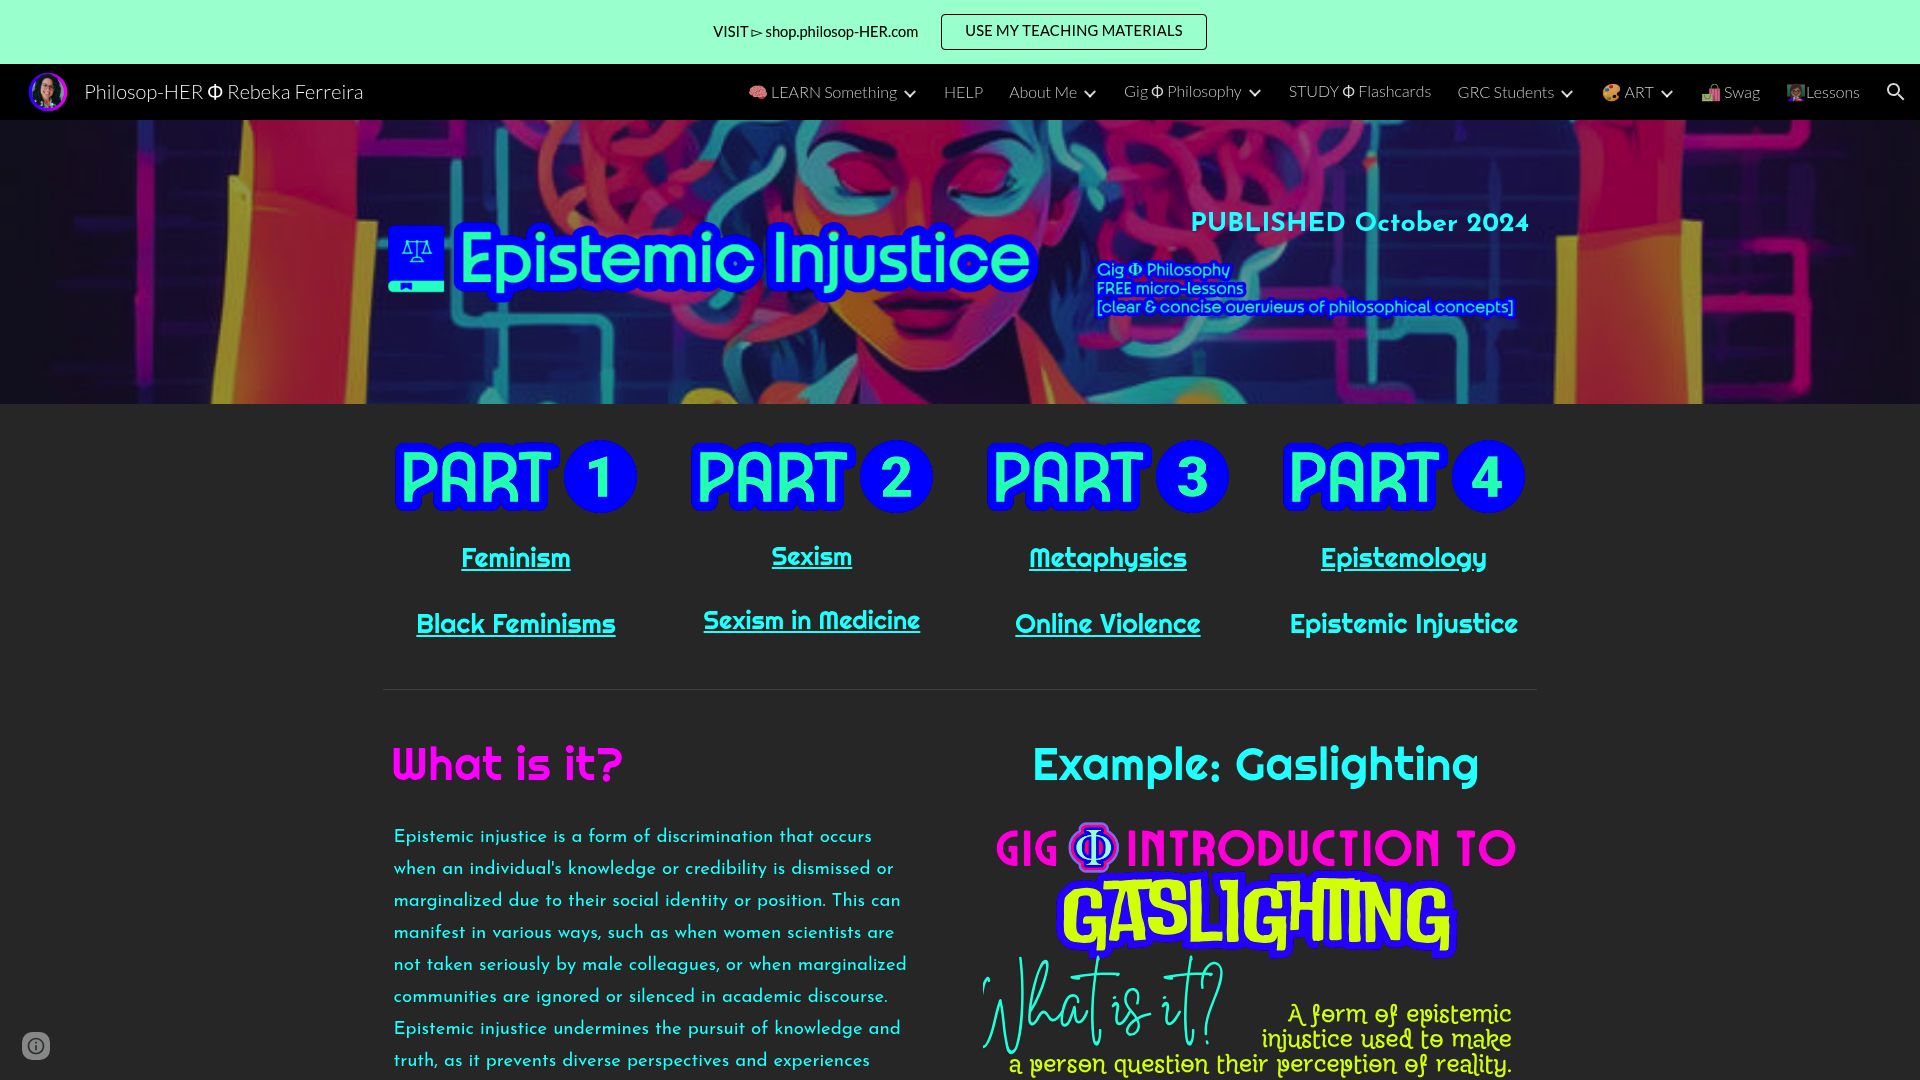 VISIT ▻ shop.philosop-HER.com
USE MY TEACHING MATERIALS
Philosop-HER Φ Rebeka Ferreira
🧠 LEARN Something
HELP
About Me
Gig Φ Philosophy
STUDY Φ Flashcards
GRC Students
🎨 ART
🛍️ Swag
👩🏽‍🏫Lessons
Epistemic Injustice
PUBLISHED October 2024
Gig Φ Philosophy
FREE micro-lessons
[clear & concise overviews of philosophical concepts]
PART 1
PART 2
PART 3
PART 4
Feminism
Sexism
Metaphysics
Epistemology
Black Feminisms
Sexism in Medicine
Online Violence
Epistemic Injustice
What is it?
Epistemic injustice is a form of discrimination that occurs
when an individual's knowledge or credibility is dismissed or
marginalized due to their social identity or position. This can
manifest in various ways, such as when women scientists are
not taken seriously by male colleagues, or when marginalized
communities are ignored or silenced in academic discourse.
Epistemic injustice undermines the pursuit of knowledge and
truth, as it prevents diverse perspectives and experiences
Example: Gaslighting
GIG Φ INTRODUCTION TO
GASLIGHTING
What is it?
A form of epistemic
injustice used to make
a person question their perception of reality.